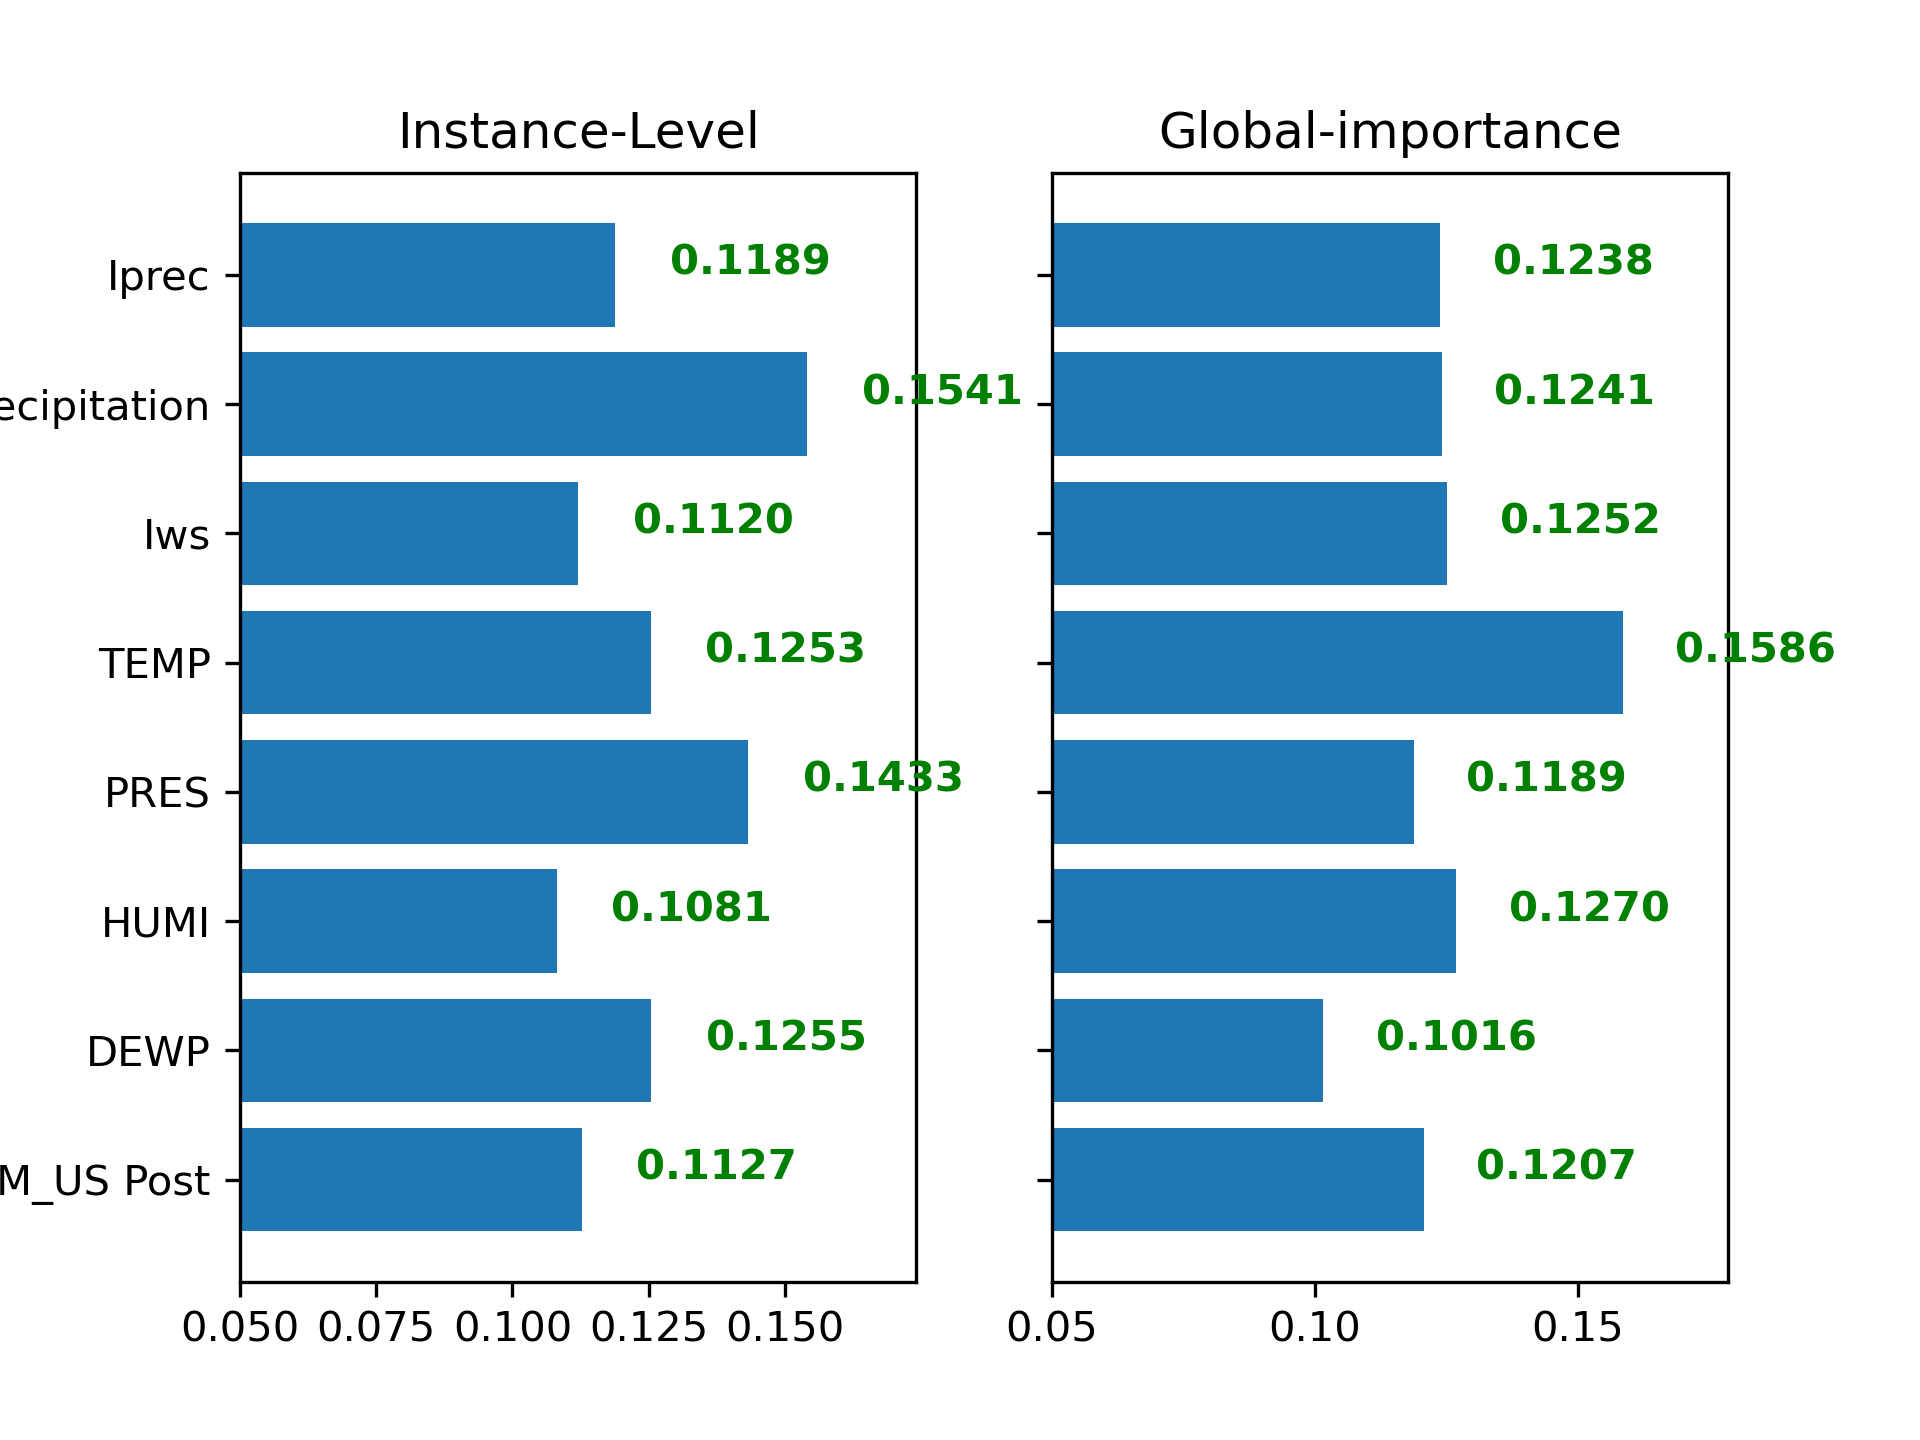 Instance-Level
Iprec
ecipitation
Iws
TEMP
PRES
HUMI
DEWP
M_US Post
0.1189
0.1541
0.1120
0.1253
0.1433
0.1081
0.1255
0.1127
0.050 0.075 0.100 0.125 0.150
Global-importance
0.1238
0.1241
0.1252
0.1586
0.1189
0.1270
0.1016
0.1207
0.05 0.10 0.15